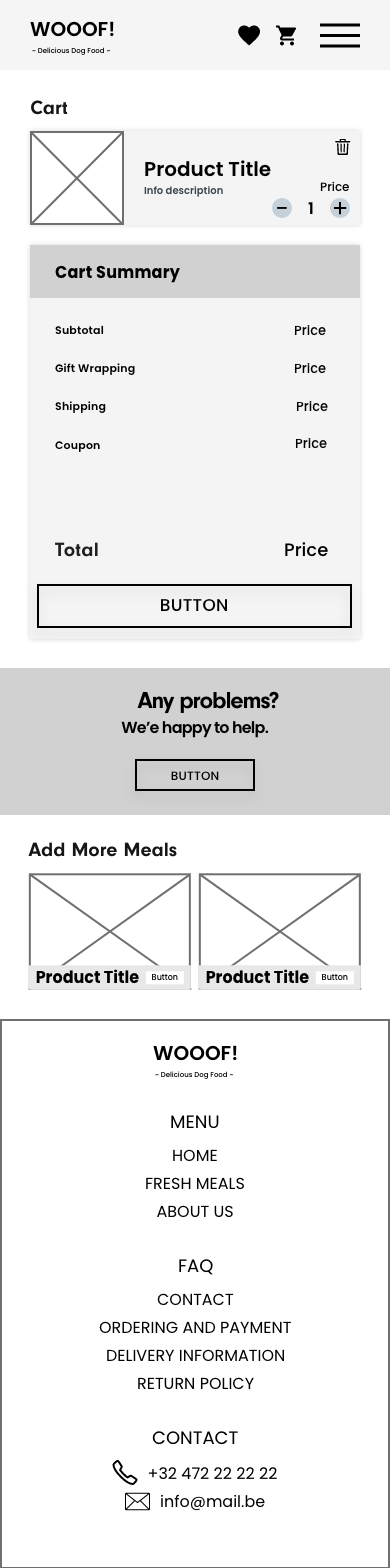 WOOOF!
~ Delicious Dog Food ~
Cart
Product Title
Info description
Price
1
Cart Summary
Subtotal Price
Gift Wrapping Price
Shipping Price
Coupon Price
Total Price
BUTTON
Any problems?
We’e happy to help.
BUTTON
Add More Meals
Product Title Button
Product Title Button
WOOOF!
~ Delicious Dog Food ~
MENU
HOME
FRESH MEALS
ABOUT US
FAQ
CONTACT
ORDERING AND PAYMENT
DELIVERY INFORMATION
RETURN POLICY
CONTACT
+32 472 22 22 22
info@mail.be